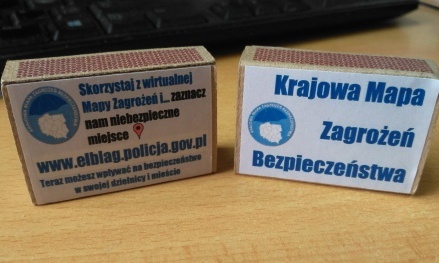 Skorzystaj z wirtualnej
Mapy Zagrożeń i... zaznacz
nam niebezpieczne
miejsce
www.elblag.policja.gov.pl
Teraz możesz wpływać na bezpieczeństwo
w swojej dzielnicy i mieście
Krajowa Mapa
Zagrożeń
Bezpieczeństwa